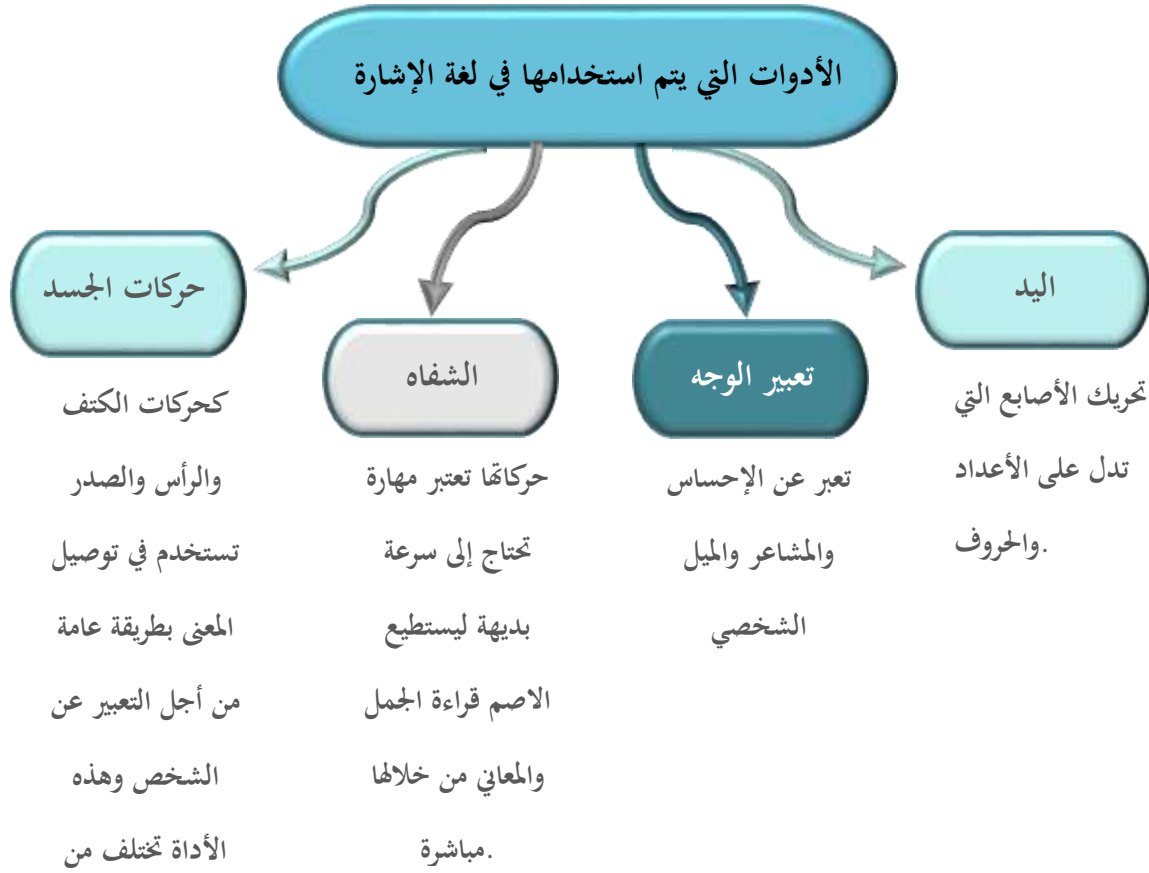 الأدوات التي يتم استخدامها في لغة الإشارة
اليد
تحريك الأصابع التي
تدل على الأعداد
والحروف.
تعبير الوجه
تعبر عن الإحساس
والمشاعر والميل
الشخصي
الشفاه
حركاتها تعتبر مهارة
تحتاج إلى سرعة
بديهة ليستطيع
الاصم قراءة الجمل
والمعاني من خلالها
مباشرة.
حركات الجسد
كحركات الكتف
والرأس والصدر
تستخدم في توصيل
المعنى بطريقة عامة
من أجل التعبير عن
الشخص وهذه
الأداة تختلف من